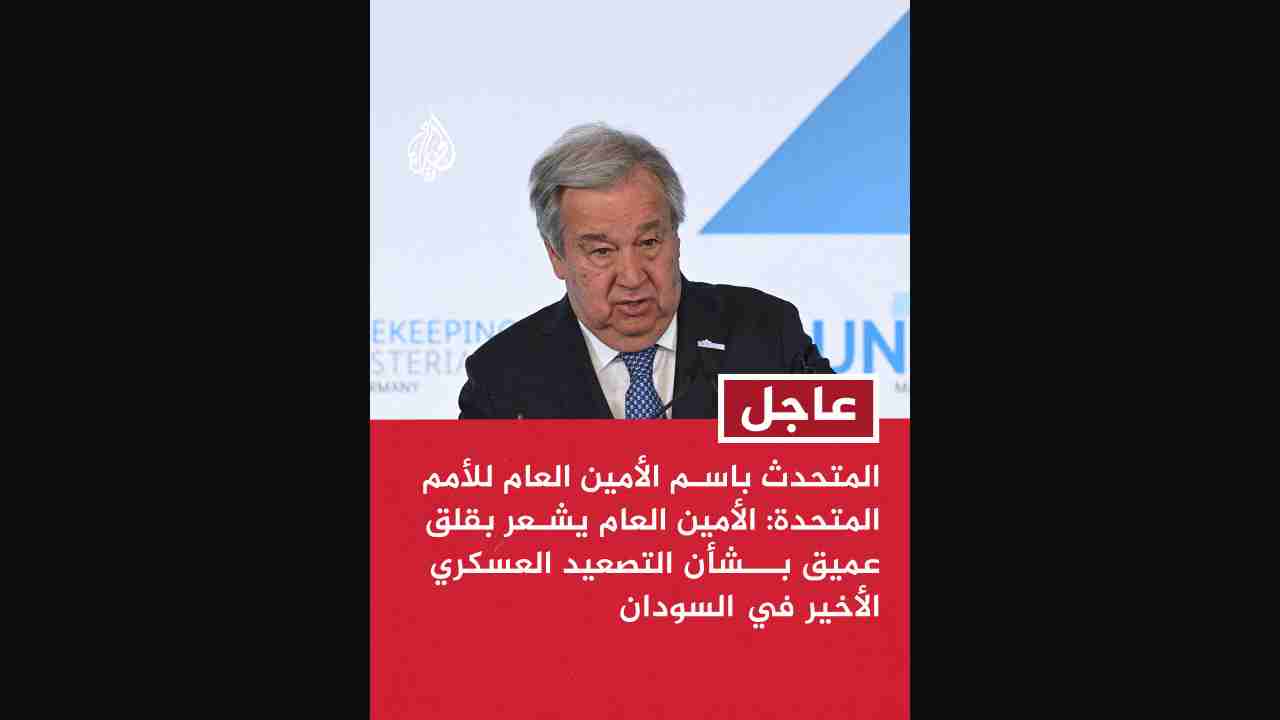 EKEEPING
STERIA
RMANY
UN
عاجل
المتحدث باسم الأمين العام للأمم
المتحدة: الأمين العام يشعر بقلق
عميق بشأن التصعيد العسكري
الأخير في السودان